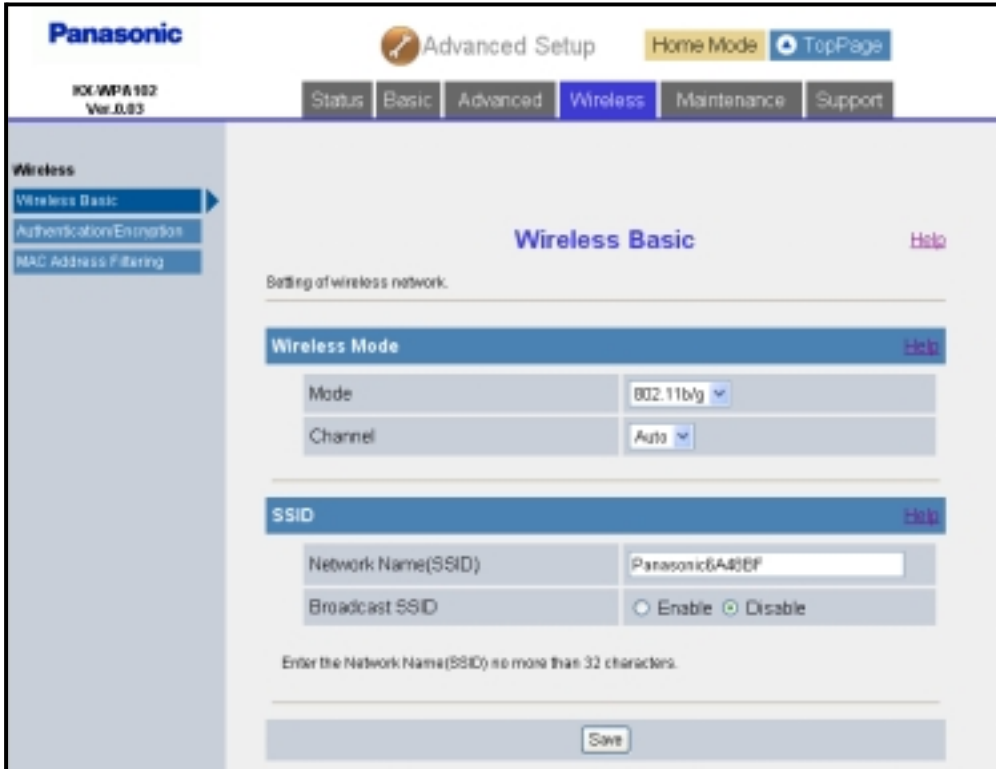 Panasonic
Advanced Setup
Home Mode
TopPage
KX-WPA102
Ver.0.03
Status
Basic
Advanced
Wireless
Maintenance
Support
Wireless
Wireless Basic
Authentication/Encryption
MAC Address Filtering
Wireless Basic
Help
Setting of wireless network.
Wireless Mode
Help
Mode
802.11b/g
Channel
Auto
SSID
Help
Network Name(SSID)
Panasonic6A48BF
Broadcast SSID
Enable
Disable
Enter the Network Name(SSID) no more than 32 characters.
Save